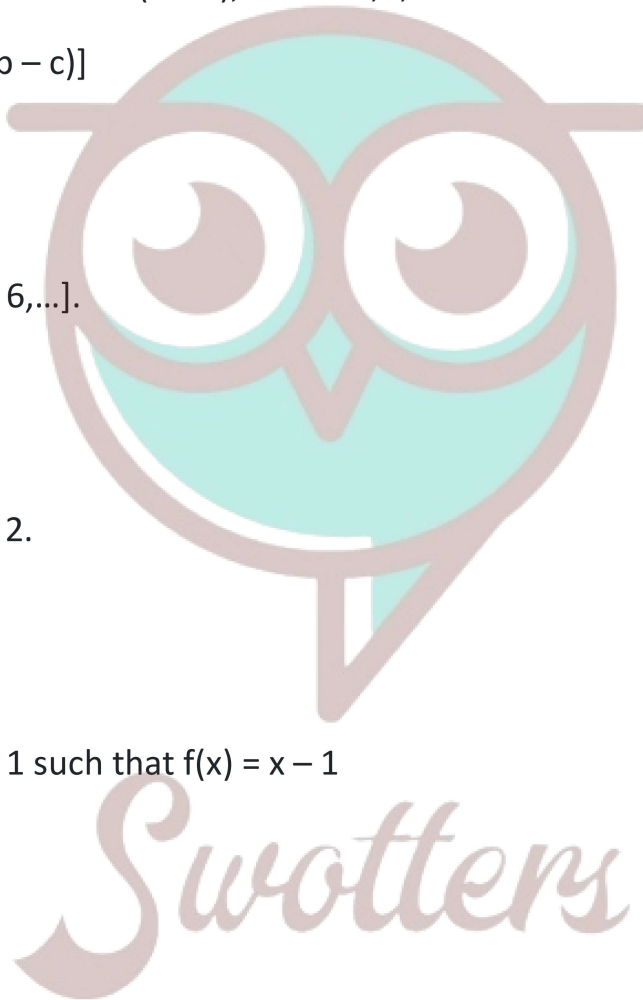 – c)]
6,...].
2.
1 such that f(x) = x – 1
Swotters